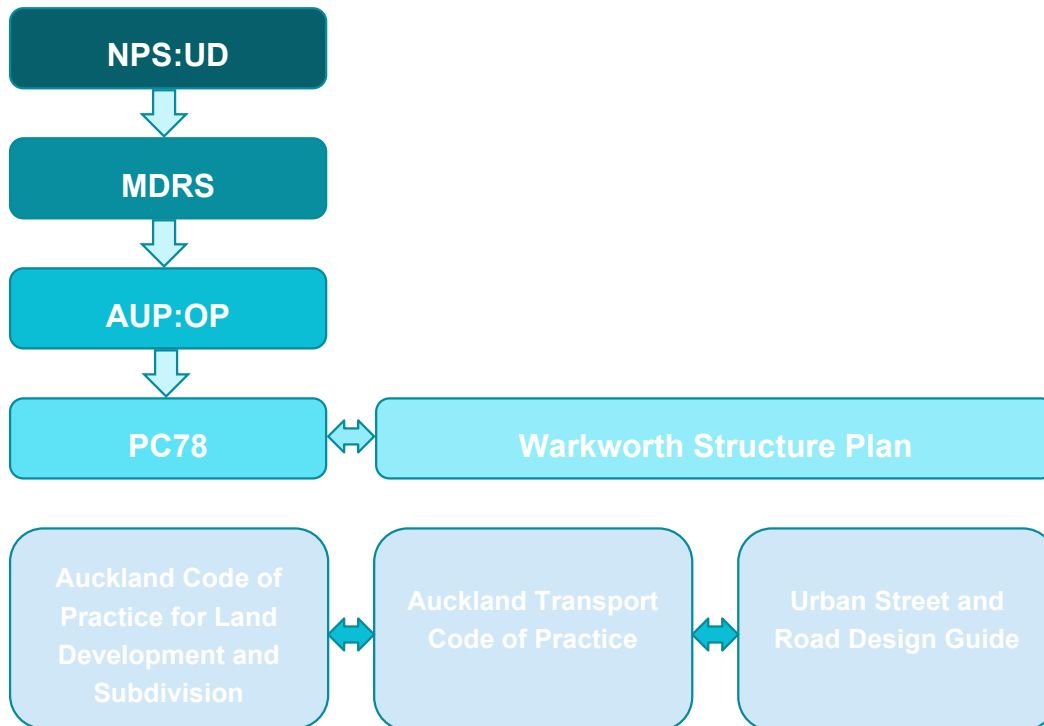 NPS:UD
MDRS
AUP:OP
PC78
Warkworth Structure Plan
Auckland Code of
Practice for Land
Development and
Subdivision
Auckland Transport
Code of Practice
Urban Street and
Road Design Guide